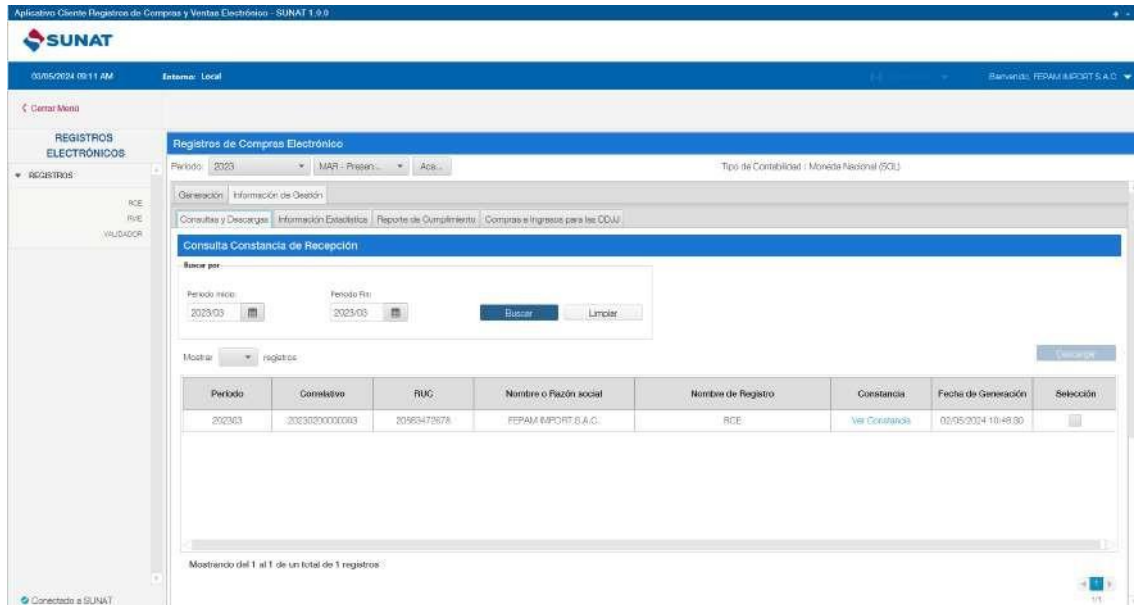 Aplicativo Cliente Registros de Compras y Ventas Electrónico - SUNAT 1.0.0
SUNAT
03/05/2024 09:11 AM Entorno: Local Bienvenido, FEPAM IMPORT S.A.C.
Cerrar Menú
REGISTROS ELECTRÓNICOS
REGISTROS
RCE
RVIE
VALIDADOR
Registros de Compras Electrónico
Periodo: 2023 MAR - Presen... Ace... Tipo de Contabilidad : Moneda Nacional (SOL)
Generación Información de Gestión
Consultas y Descargas Información Estadística Reporte de Cumplimiento Compras e Ingresos para las DDJJ
Consulta Constancia de Recepción
Buscar por
Periodo Inicio: Periodo Fin:
2023/03 2023/03 Buscar Limpiar
Mostrar registros Descargar
Periodo Correlativo RUC Nombre o Razón social Nombre de Registro Constancia Fecha de Generación Selección
202303 FEPAM IMPORT S.A.C. RCE Ver Constancia 02/05/2024
Mostrando del 1 al 1 de un total de 1 registros
1
1/1
Conectado a SUNAT